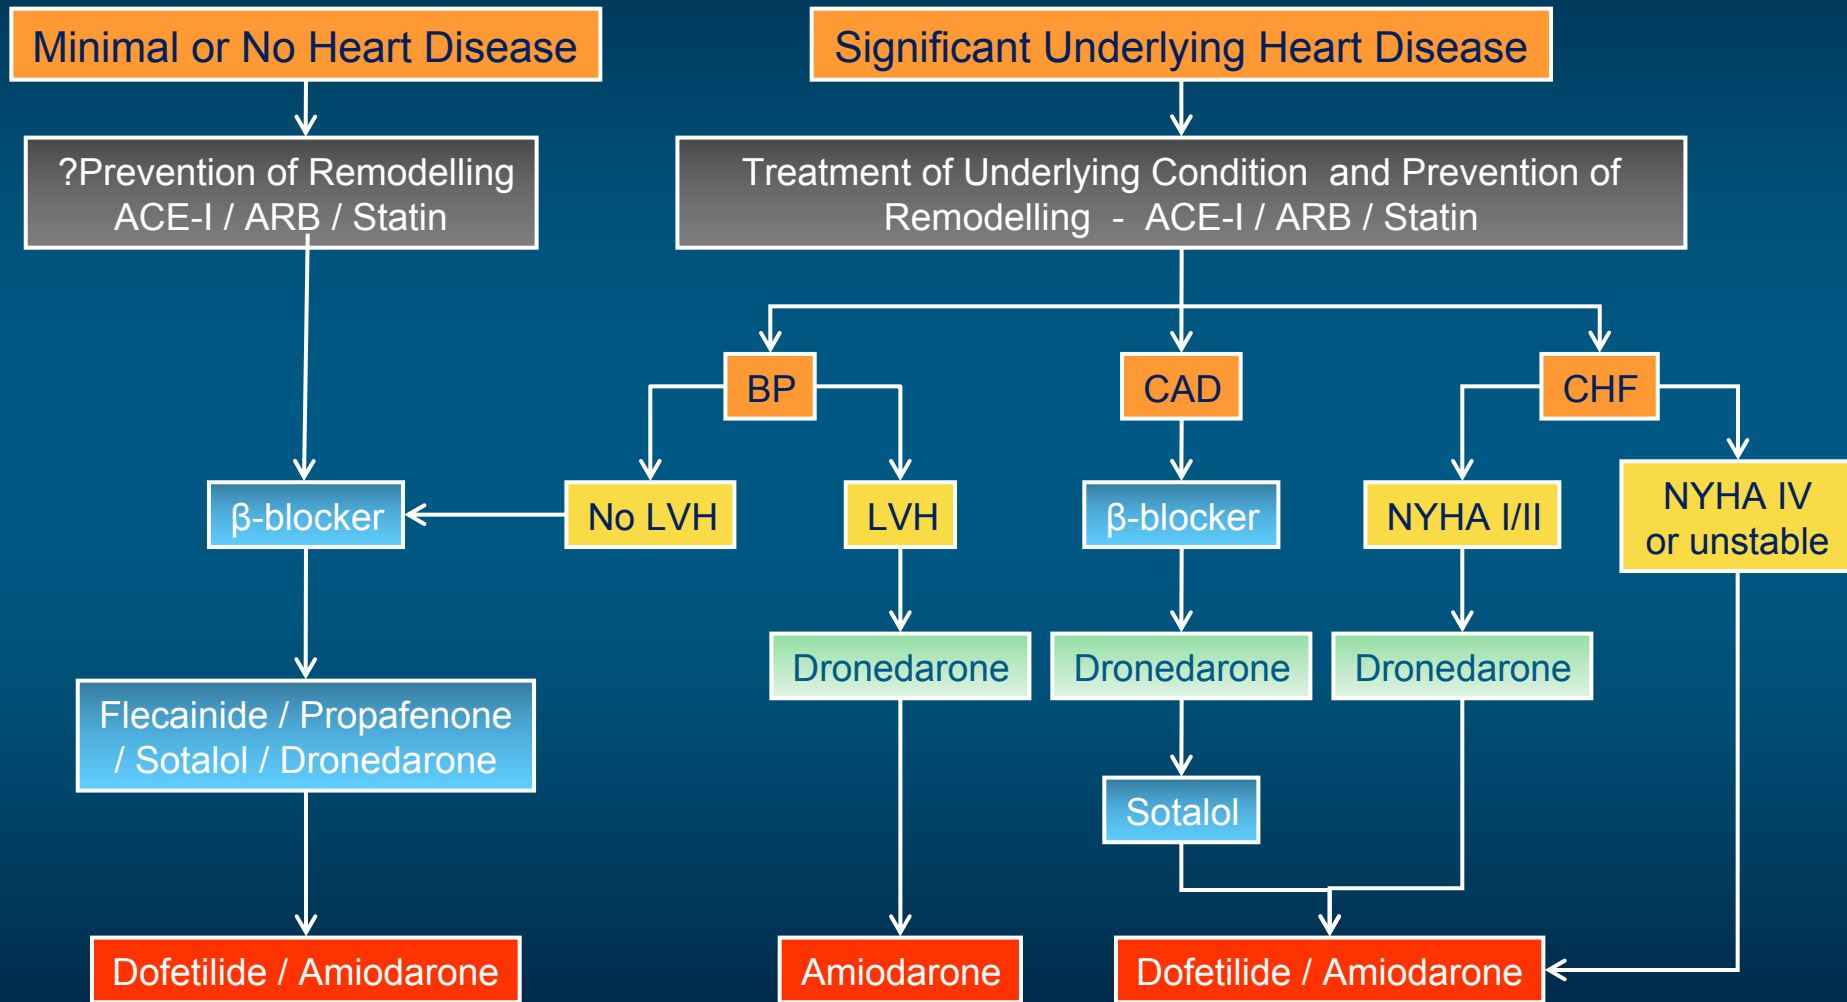 Minimal or No Heart Disease
Significant Underlying Heart Disease
?Prevention of Remodelling
ACE-I / ARB / Statin
Treatment of Underlying Condition and Prevention of
Remodelling - ACE-I / ARB / Statin
BP
CAD
CHF
β-blocker
No LVH
LVH
β-blocker
NYHA I/II
NYHA IV
or unstable
Dronedarone
Dronedarone
Dronedarone
Flecainide / Propafenone
/ Sotalol / Dronedarone
Sotalol
Dofetilide / Amiodarone
Amiodarone
Dofetilide / Amiodarone